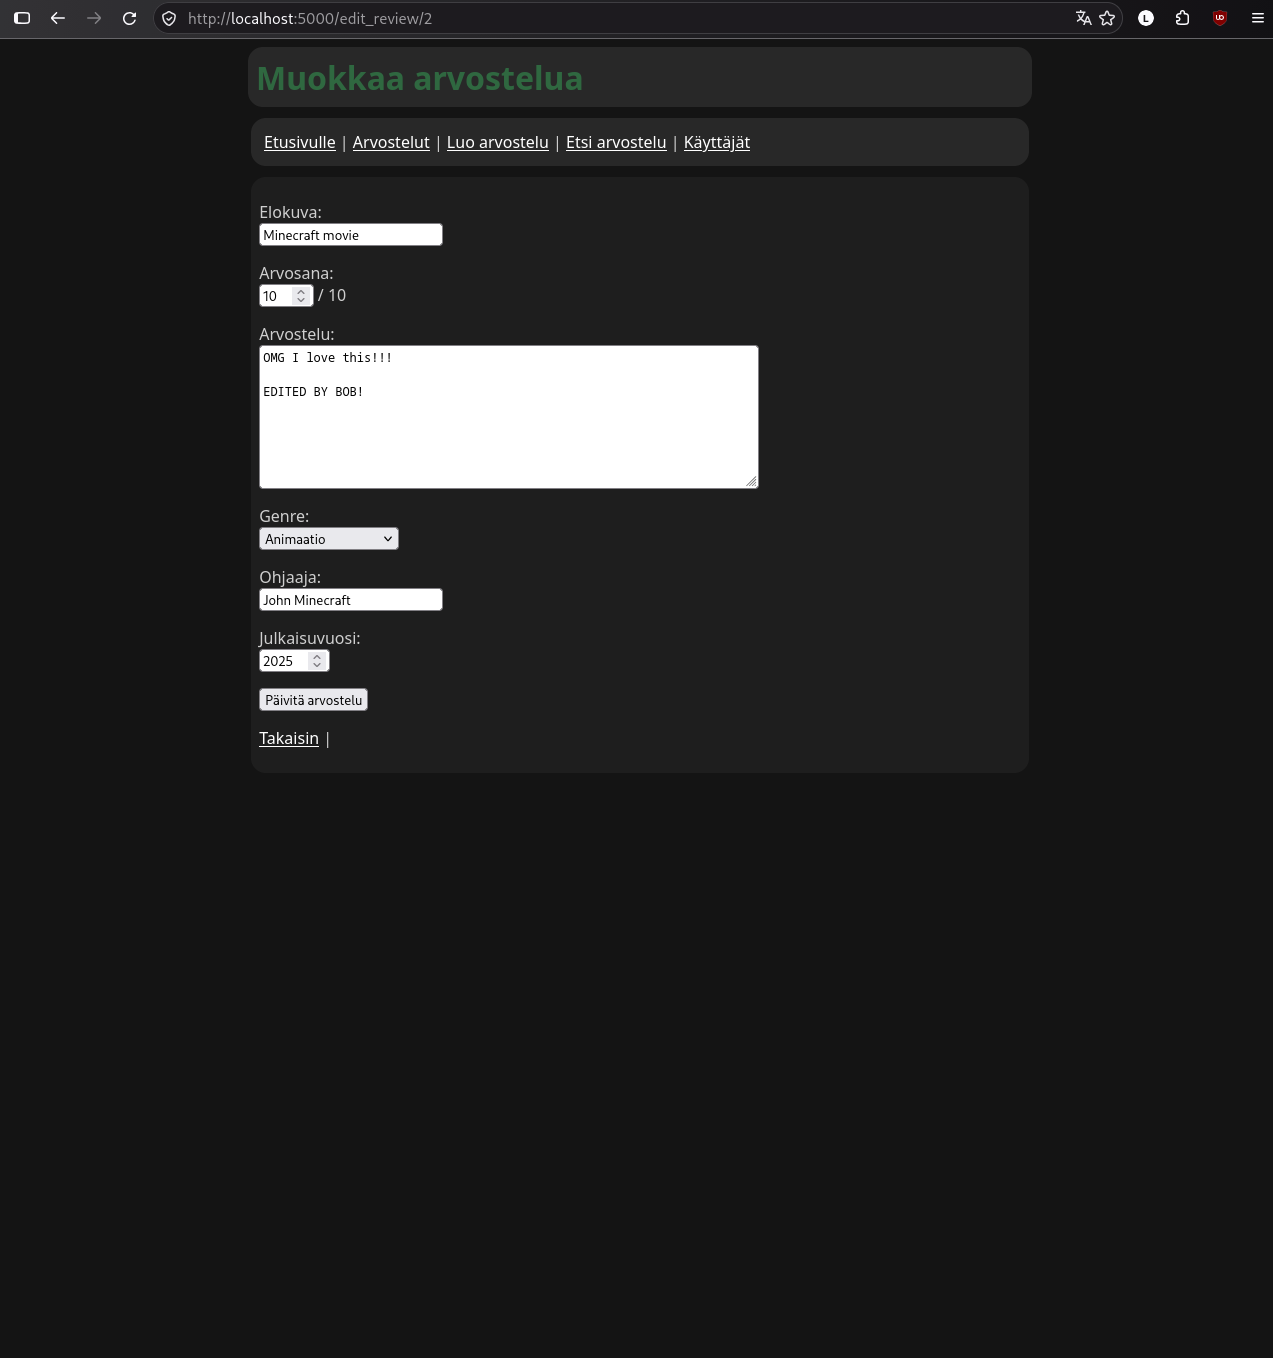 http://localhost:5000/edit_review/2
Muokkaa arvostelua
Etusivulle | Arvostelut | Luo arvostelu | Etsi arvostelu | Käyttäjät
Elokuva:
Minecraft movie
Arvosana:
10 / 10
Arvostelu:
OMG I love this!!!
EDITED BY BOB!
Genre:
Animaatio
Ohjaaja:
John Minecraft
Julkaisuvuosi:
2025
Päivitä arvostelu
Takaisin |